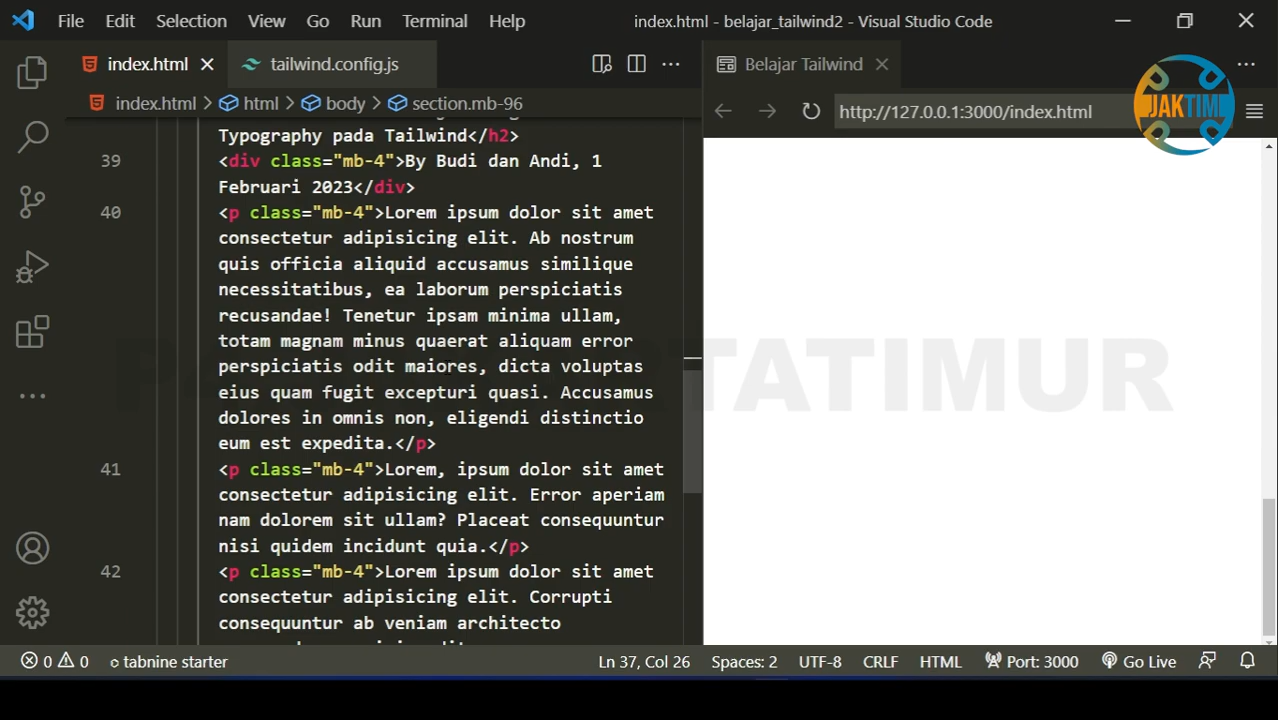 File Edit Selection View Go Run Terminal Help index.html - belajar_tailwind2 - Visual Studio Code
index.html tailwind.config.js Belajar Tailwind
index.html > html > body > section.mb-96
http://127.0.0.1:3000/index.html
JAKTIM
Typography pada Tailwind</h2>
39 <div class="mb-4">By Budi dan Andi, 1
Februari 2023</div>
40 <p class="mb-4">Lorem ipsum dolor sit amet
consectetur adipisicing elit. Ab nostrum
quis officia aliquid accusamus similique
necessitatibus, ea laborum perspiciatis
recusandae! Tenetur ipsam minima ullam,
totam magnam minus quaerat aliquam error
perspiciatis odit maiores, dicta voluptas
eius quam fugit excepturi quasi. Accusamus
dolores in omnis non, eligendi distinctio
eum est expedita.</p>
41 <p class="mb-4">Lorem, ipsum dolor sit amet
consectetur adipisicing elit. Error aperiam
nam dolorem sit ullam? Placeat consequuntur
nisi quidem incidunt quia.</p>
42 <p class="mb-4">Lorem ipsum dolor sit amet
consectetur adipisicing elit. Corrupti
consequuntur ab veniam architecto
0 0 tabnine starter Ln 37, Col 26 Spaces: 2 UTF-8 CRLF HTML Port: 3000 Go Live